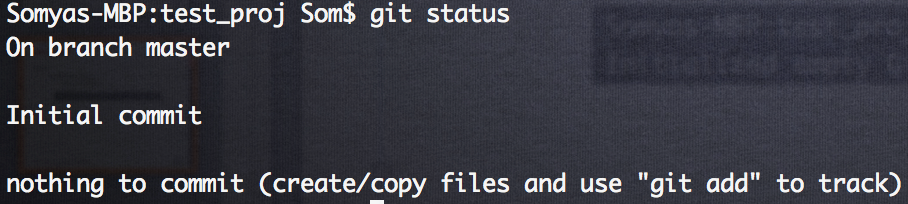 Somyas-MBP:test_proj Som$ git status
On branch master
Initial commit
nothing to commit (create/copy files and use "git add" to track)